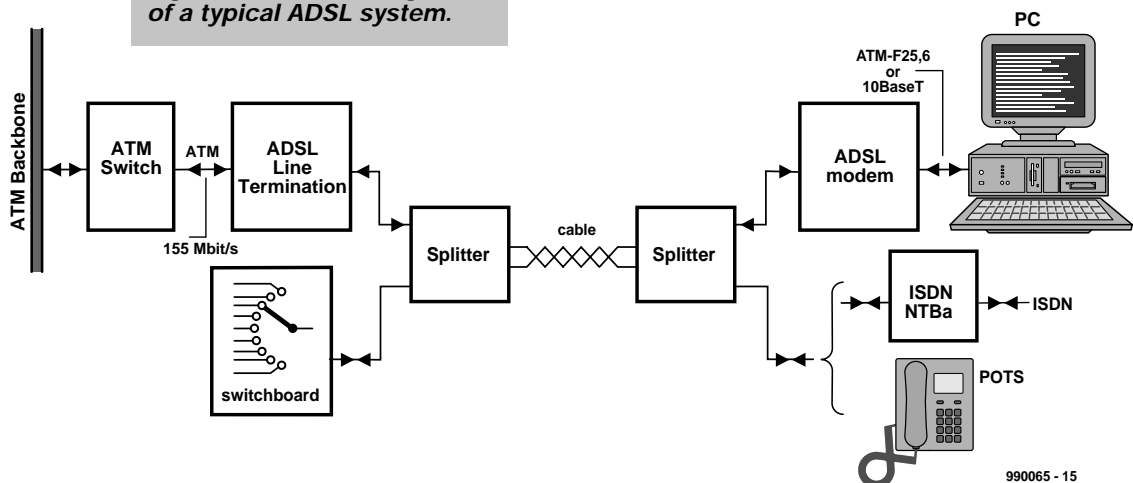 of a typical ADSL system.
PC
ATM-F25,6
or
10BaseT
ATM Backbone
ATM
Switch
ATM
155 Mbit/s
ADSL
Line
Termination
ADSL
modem
Splitter
cable
Splitter
switchboard
ISDN
NTBa
ISDN
POTS
990065 - 15